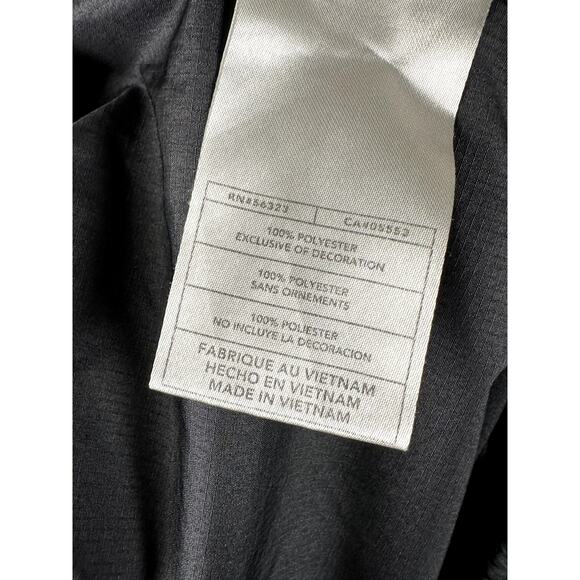 RN#56323 CA#05553
100% POLYESTER
EXCLUSIVE OF DECORATION
100% POLYESTER
SANS ORNEMENTS
100% POLIESTER
NO INCLUYE LA DECORACION
FABRIQUE AU VIETNAM
HECHO EN VIETNAM
MADE IN VIETNAM